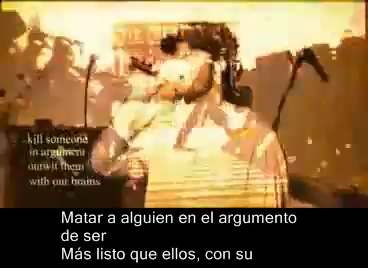 kill someone
in argument
outwit them
with our brains
Matar a alguien en el argumento
de ser
Más listo que ellos, con su